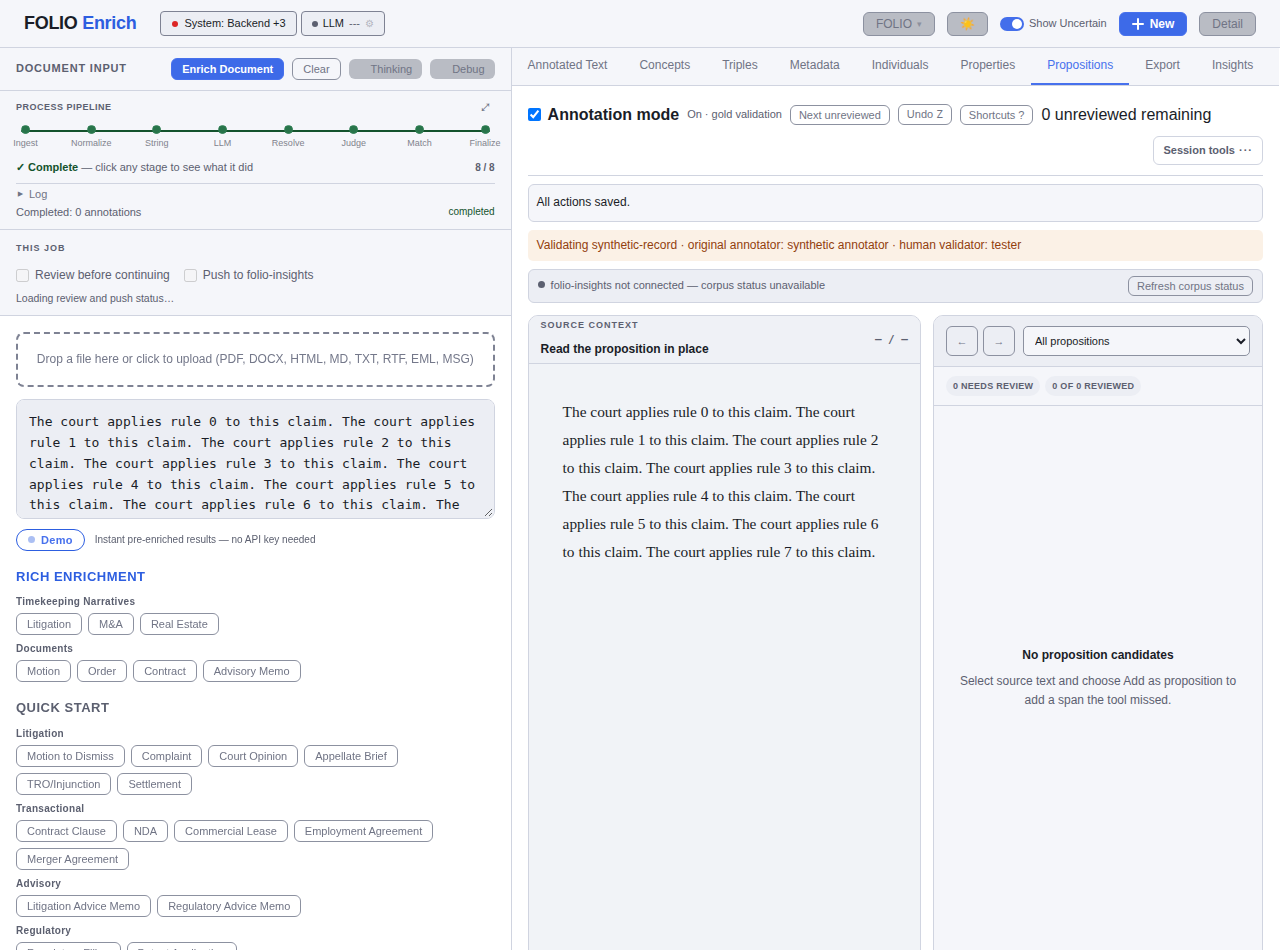 FOLIO Enrich
System: Backend +3
LLM ---
FOLIO
Show Uncertain
New
Detail
DOCUMENT INPUT
Enrich Document
Clear
Thinking
Debug
PROCESS PIPELINE
Ingest
Normalize
String
LLM
Resolve
Judge
Match
Finalize
✓ Complete — click any stage to see what it did
8 / 8
Log
Completed: 0 annotations
completed
THIS JOB
Review before continuing
Push to folio-insights
Loading review and push status…
Drop a file here or click to upload (PDF, DOCX, HTML, MD, TXT, RTF, EML, MSG)
The court applies rule 0 to this claim. The court applies
rule 1 to this claim. The court applies rule 2 to this
claim. The court applies rule 3 to this claim. The court
applies rule 4 to this claim. The court applies rule 5 to
this claim. The court applies rule 6 to this claim. The
Demo
Instant pre-enriched results — no API key needed
RICH ENRICHMENT
Timekeeping Narratives
Litigation
M&A
Real Estate
Documents
Motion
Order
Contract
Advisory Memo
QUICK START
Litigation
Motion to Dismiss
Complaint
Court Opinion
Appellate Brief
TRO/Injunction
Settlement
Transactional
Contract Clause
NDA
Commercial Lease
Employment Agreement
Merger Agreement
Advisory
Litigation Advice Memo
Regulatory Advice Memo
Regulatory
Annotated Text
Concepts
Triples
Metadata
Individuals
Properties
Propositions
Export
Insights
Annotation mode
On · gold validation
Next unreviewed
Undo Z
Shortcuts ?
0 unreviewed remaining
Session tools ···
All actions saved.
Validating synthetic-record · original annotator: synthetic annotator · human validator: tester
folio-insights not connected — corpus status unavailable
Refresh corpus status
SOURCE CONTEXT
Read the proposition in place
— / —
The court applies rule 0 to this claim. The court
applies rule 1 to this claim. The court applies rule 2
to this claim. The court applies rule 3 to this claim.
The court applies rule 4 to this claim. The court
applies rule 5 to this claim. The court applies rule 6
to this claim. The court applies rule 7 to this claim.
←
→
All propositions
0 NEEDS REVIEW
0 OF 0 REVIEWED
No proposition candidates
Select source text and choose Add as proposition to
add a span the tool missed.